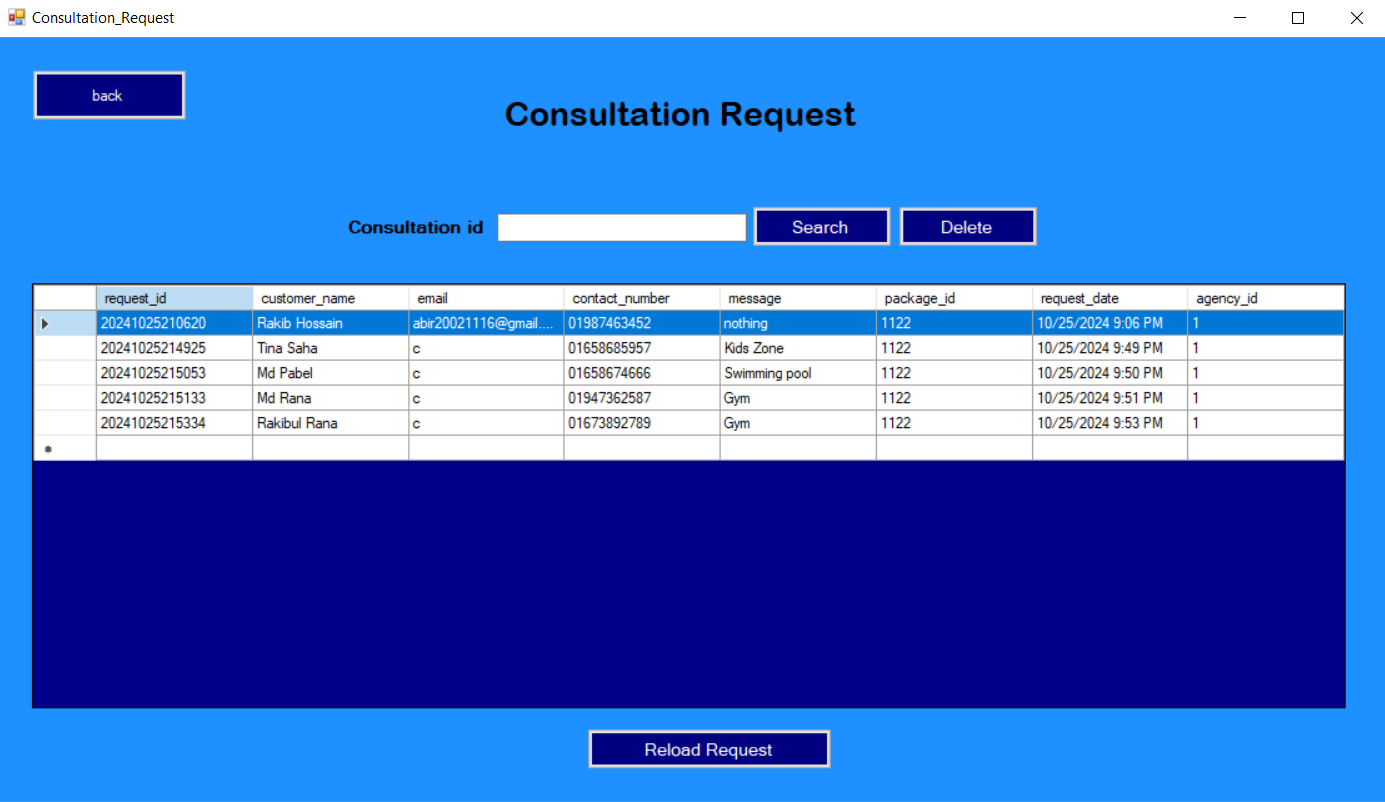 Consultation_Request
back
Consultation Request
Consultation id Search Delete
request_id customer_name email contact_number message package_id request_date agency_id
20241025210620 Rakib Hossain abir20021116@gmail.... 01987463452 nothing 1122 10/25/2024 9:06 PM 1
20241025214925 Tina Saha c 01658685957 Kids Zone 1122 10/25/2024 9:49 PM 1
20241025215053 Md Pabel c 01658674666 Swimming pool 1122 10/25/2024 9:50 PM 1
20241025215133 Md Rana c 01947362587 Gym 1122 10/25/2024 9:51 PM 1
20241025215334 Rakibul Rana c 01673892789 Gym 1122 10/25/2024 9:53 PM 1
Reload Request